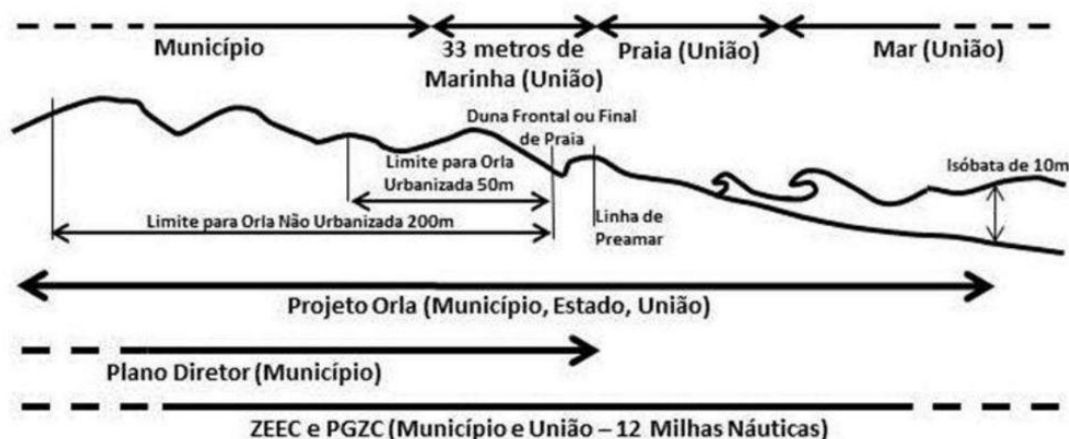 Município
33 metros de
Marinha (União)
Praia (União)
Mar (União)
Duna Frontal ou Final
de Praia
Isóbata de 10m
Limite para Orla
Urbanizada 50m
Limite para Orla Não Urbanizada 200m
Linha de
Preamar
Projeto Orla (Município, Estado, União)
Plano Diretor (Município)
ZEEC e PGZC (Município e União – 12 Milhas Náuticas)